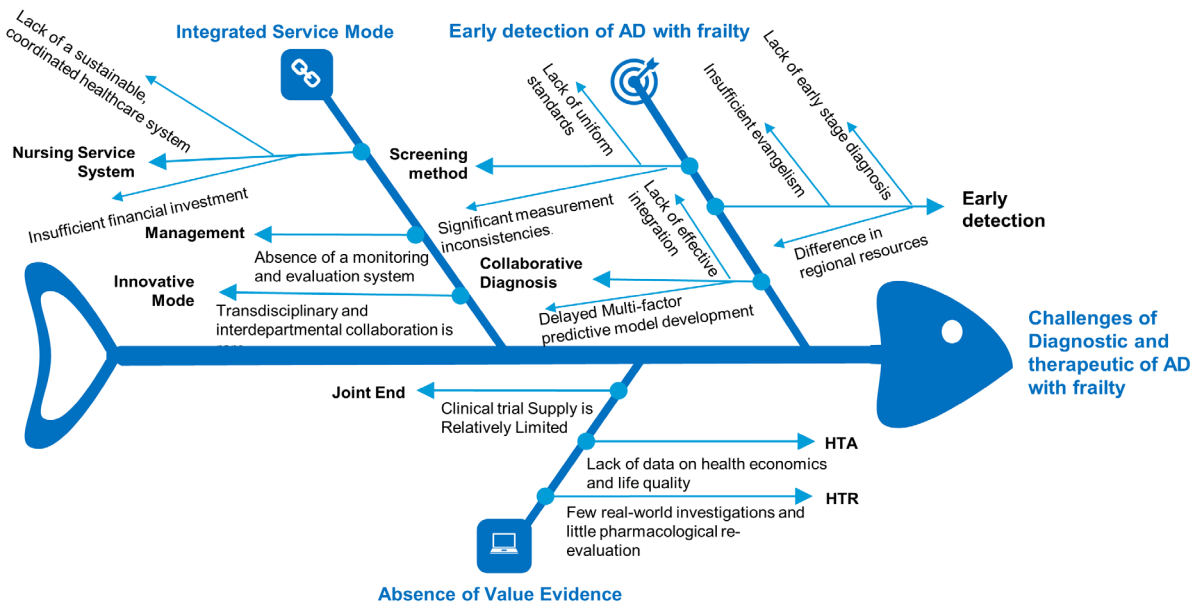 Integrated Service Mode
Lack of a sustainable,
coordinated healthcare system
Nursing Service
System
Insufficient financial investment
Management
Absence of a monitoring
and evaluation system
Innovative
Mode
Transdisciplinary and
interdepartmental collaboration is
Early detection of AD with frailty
Lack of uniform
standards
Screening
method
Significant measurement
inconsistencies.
Lack of effective
integration
Collaborative
Diagnosis
Delayed Multi-factor
predictive model development
Insufficient evangelism
Lack of early stage diagnosis
Early
detection
Difference in
regional resources
Challenges of
Diagnostic and
therapeutic of AD
with frailty
Joint End
Clinical trial Supply is
Relatively Limited
HTA
Lack of data on health economics
and life quality
HTR
Few real-world investigations and
little pharmacological re-
evaluation
Absence of Value Evidence